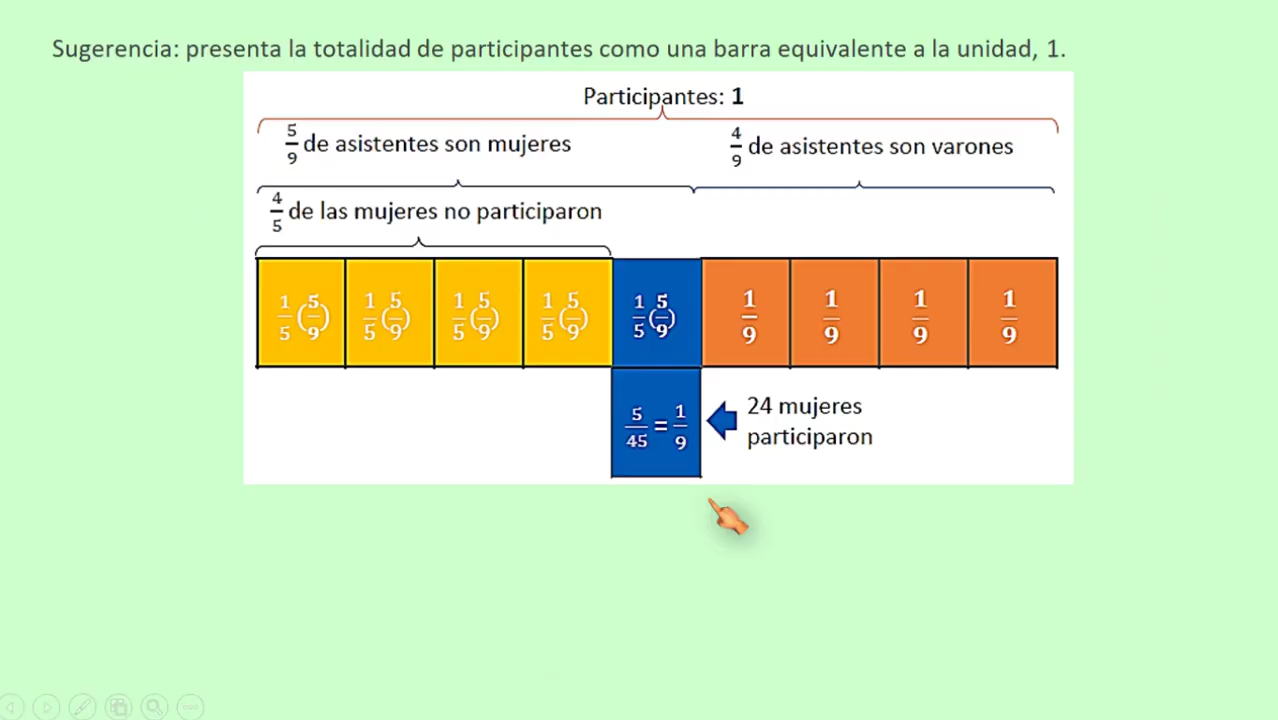 Sugerencia: presenta la totalidad de participantes como una barra equivalente a la unidad, 1.
Participantes: 1
5/9 de asistentes son mujeres
4/9 de asistentes son varones
4/5 de las mujeres no participaron
1/5(5/9) 1/5(5/9) 1/5(5/9) 1/5(5/9) 1/5(5/9) 1/9 1/9 1/9 1/9
5/45 = 1/9
24 mujeres
participaron